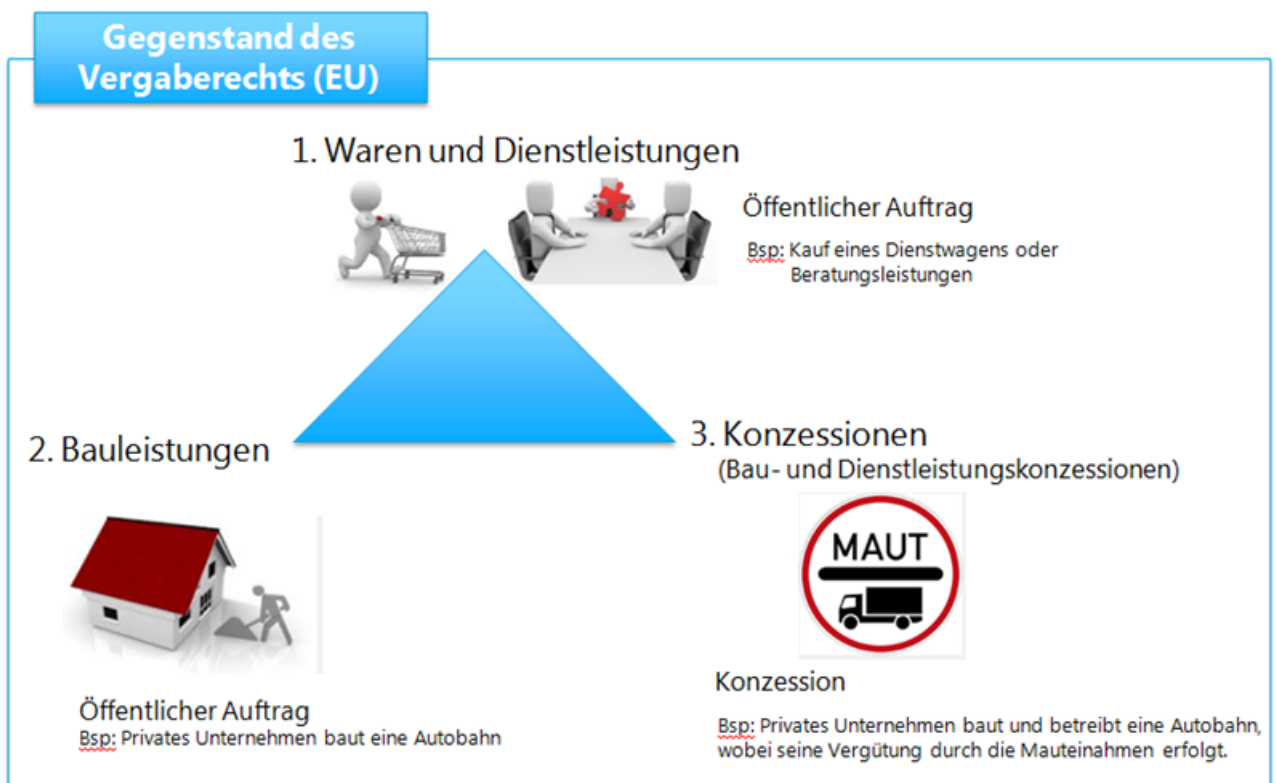 Gegenstand des
Vergaberechts (EU)
1. Waren und Dienstleistungen
Öffentlicher Auftrag
Bsp: Kauf eines Dienstwagens oder
Beratungsleistungen
2. Bauleistungen
Öffentlicher Auftrag
Bsp: Privates Unternehmen baut eine Autobahn
3. Konzessionen
(Bau- und Dienstleistungskonzessionen)
MAUT
Konzession
Bsp: Privates Unternehmen baut und betreibt eine Autobahn,
wobei seine Vergütung durch die Mauteinahmen erfolgt.